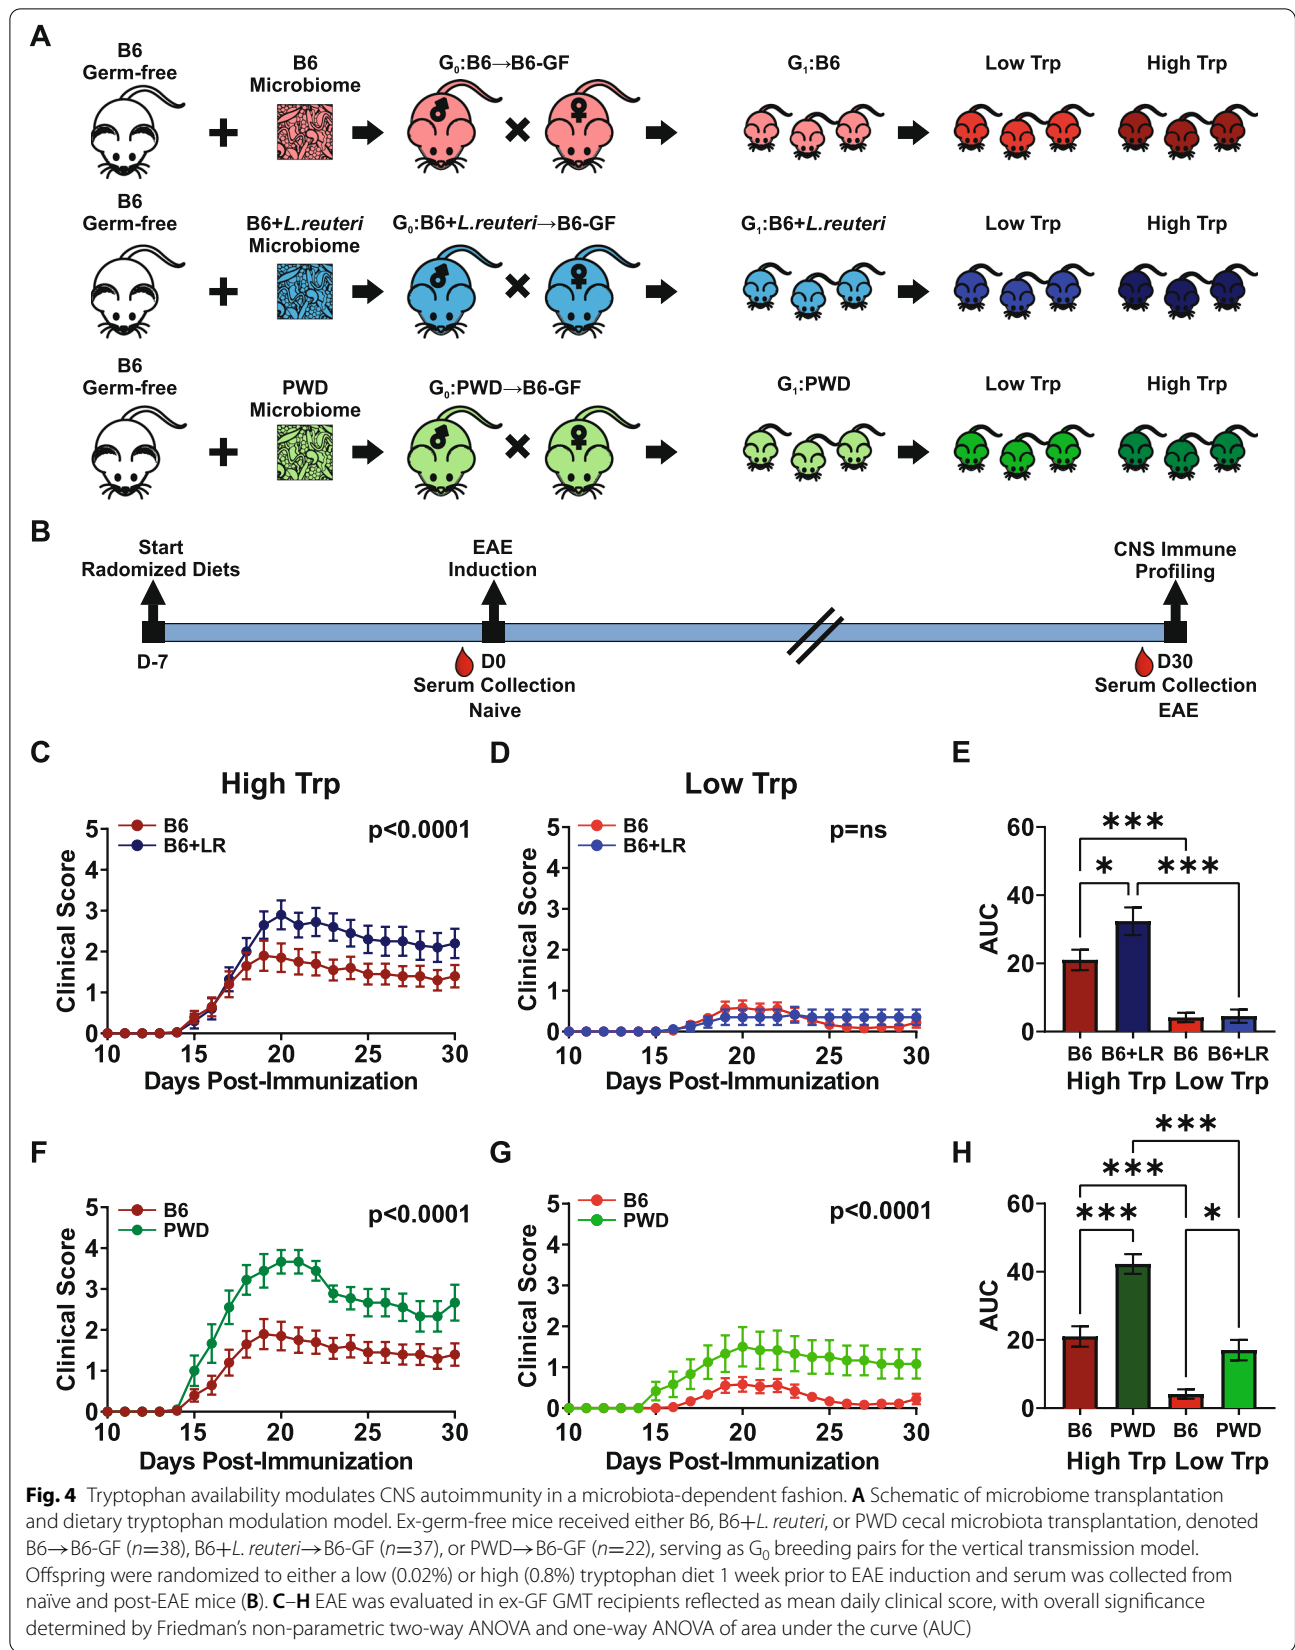 A
B6
Germ-free
B6
Microbiome
G₀:B6→B6-GF
G₁:B6
Low Trp
High Trp
B6
Germ-free
B6+L.reuteri
Microbiome
G₀:B6+L.reuteri→B6-GF
G₁:B6+L.reuteri
Low Trp
High Trp
B6
Germ-free
PWD
Microbiome
G₀:PWD→B6-GF
G₁:PWD
Low Trp
High Trp
B
Start
Radomized Diets
EAE
Induction
CNS Immune
Profiling
D-7
D0
Serum Collection
Naive
D30
Serum Collection
EAE
C
High Trp
B6
B6+LR
p<0.0001
Clinical Score
5
4
3
2
1
0
10 15 20 25 30
Days Post-Immunization
D
Low Trp
B6
B6+LR
p=ns
Clinical Score
5
4
3
2
1
0
10 15 20 25 30
Days Post-Immunization
E
∗∗∗
∗ ∗∗∗
AUC
60
40
20
0
B6 B6+LR B6 B6+LR
High Trp Low Trp
F
B6
PWD
p<0.0001
Clinical Score
5
4
3
2
1
0
10 15 20 25 30
Days Post-Immunization
G
B6
PWD
p<0.0001
Clinical Score
5
4
3
2
1
0
10 15 20 25 30
Days Post-Immunization
H
∗∗∗
∗∗∗
∗∗∗ ∗
AUC
60
40
20
0
B6 PWD B6 PWD
High Trp Low Trp
Fig. 4 Tryptophan availability modulates CNS autoimmunity in a microbiota-dependent fashion. A Schematic of microbiome transplantation
and dietary tryptophan modulation model. Ex-germ-free mice received either B6, B6+L. reuteri, or PWD cecal microbiota transplantation, denoted
B6→B6-GF (n=38), B6+L. reuteri→B6-GF (n=37), or PWD→B6-GF (n=22), serving as G₀ breeding pairs for the vertical transmission model.
Offspring were randomized to either a low (0.02%) or high (0.8%) tryptophan diet 1 week prior to EAE induction and serum was collected from
naïve and post-EAE mice (B). C–H EAE was evaluated in ex-GF GMT recipients reflected as mean daily clinical score, with overall significance
determined by Friedman's non-parametric two-way ANOVA and one-way ANOVA of area under the curve (AUC)